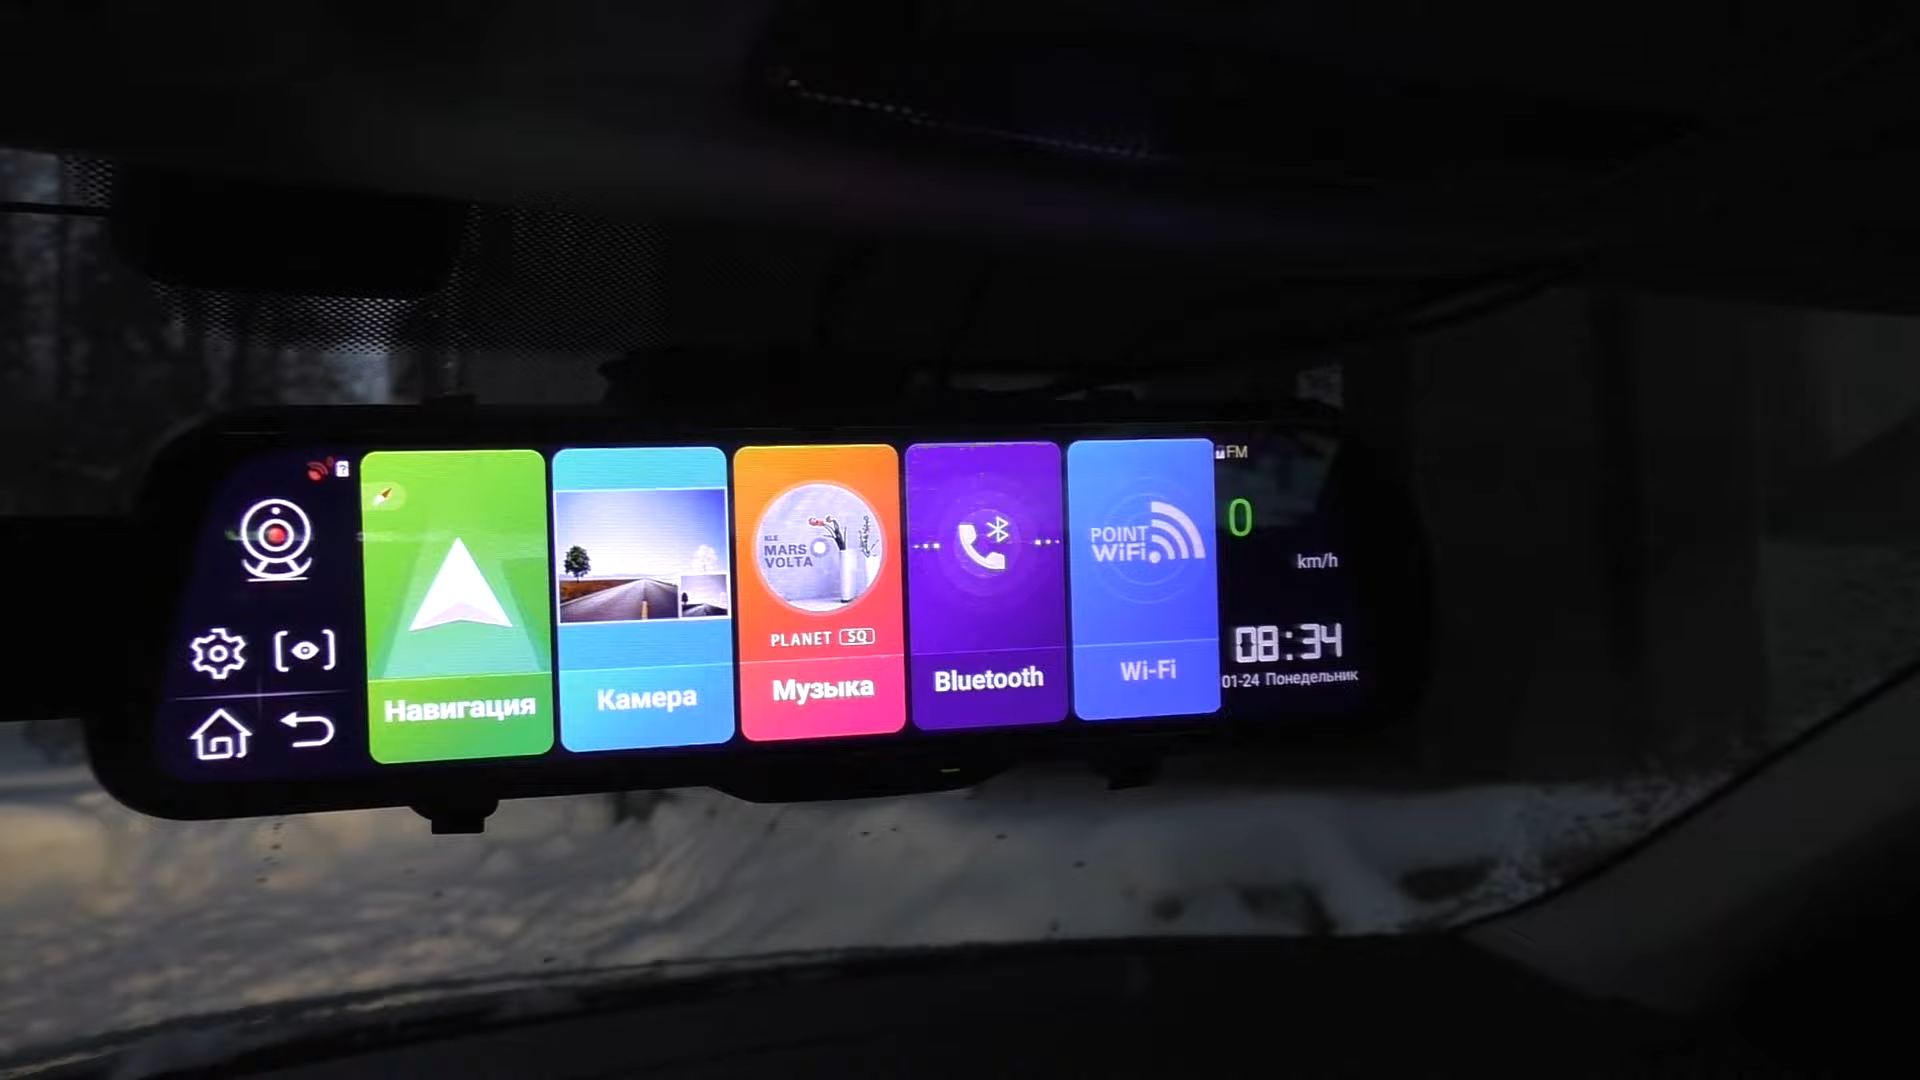 Навигация
Камера
KLE
MARS
VOLTA
PLANET SQ
Музыка
Bluetooth
POINT
WiFi
Wi-Fi
FM
0
km/h
08:34
01-24 Понедельник